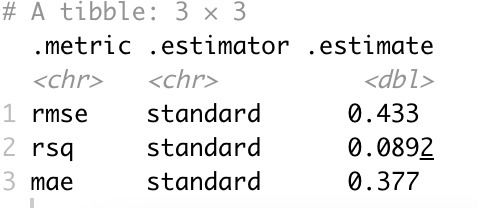 # A tibble: 3 × 3
.metric .estimator .estimate
<chr> <chr> <dbl>
1 rmse standard 0.433
2 rsq standard 0.0892
3 mae standard 0.377